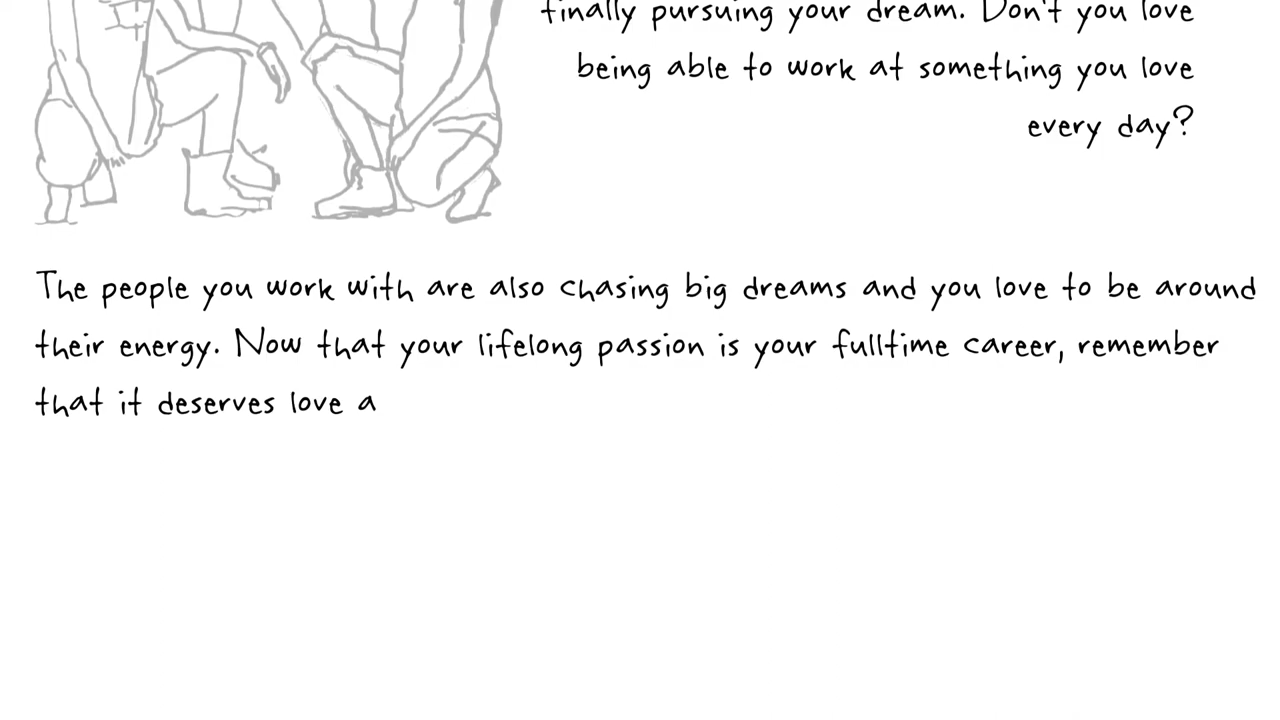 finally pursuing your dream. Don't you love
being able to work at something you love
every day?
The people you work with are also chasing big dreams and you love to be around
their energy. Now that your lifelong passion is your fulltime career, remember
that it deserves love a